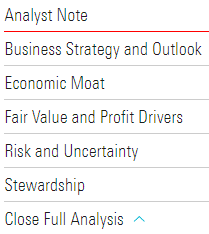 Analyst Note
Business Strategy and Outlook
Economic Moat
Fair Value and Profit Drivers
Risk and Uncertainty
Stewardship
Close Full Analysis